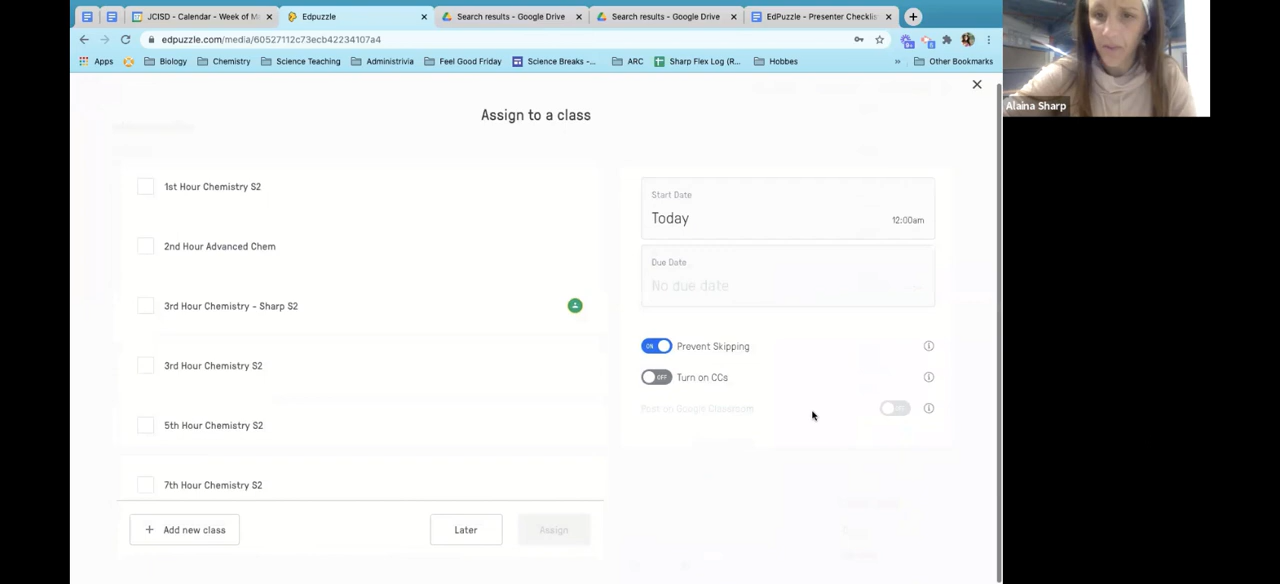 JCISD - Calendar - Week of M
Edpuzzle
Search results - Google Drive
Search results - Google Drive
EdPuzzle - Presenter Checklis
edpuzzle.com/media/60527112c73ecb42234107a4
Apps
Biology
Chemistry
Science Teaching
Administrivia
Feel Good Friday
Science Breaks -...
ARC
Sharp Flex Log (R...
Hobbes
»
Other Bookmarks
Alaina Sharp
Assign to a class
1st Hour Chemistry S2
2nd Hour Advanced Chem
3rd Hour Chemistry - Sharp S2
3rd Hour Chemistry S2
5th Hour Chemistry S2
7th Hour Chemistry S2
+ Add new class
Later
Assign
Start Date
Today
12:00am
Due Date
No due date
ON Prevent Skipping
OFF Turn on CCs
Post on Google Classroom